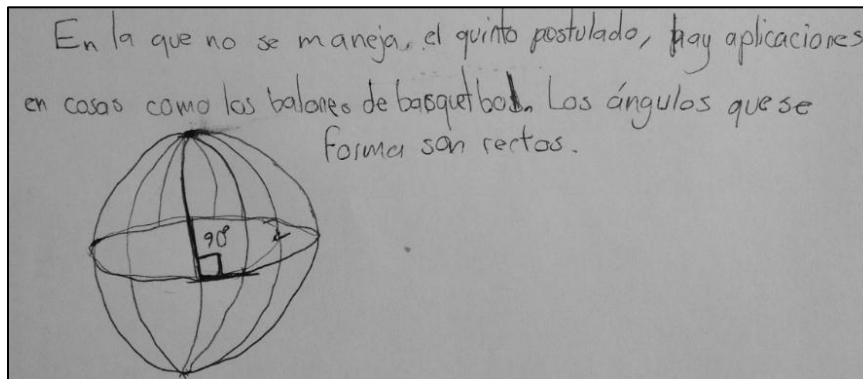 En la que no se maneja, el quinto postulado, hay aplicaciones
en cosas como los balones de basquetbol. Los ángulos que se
forma son rectos.
90°